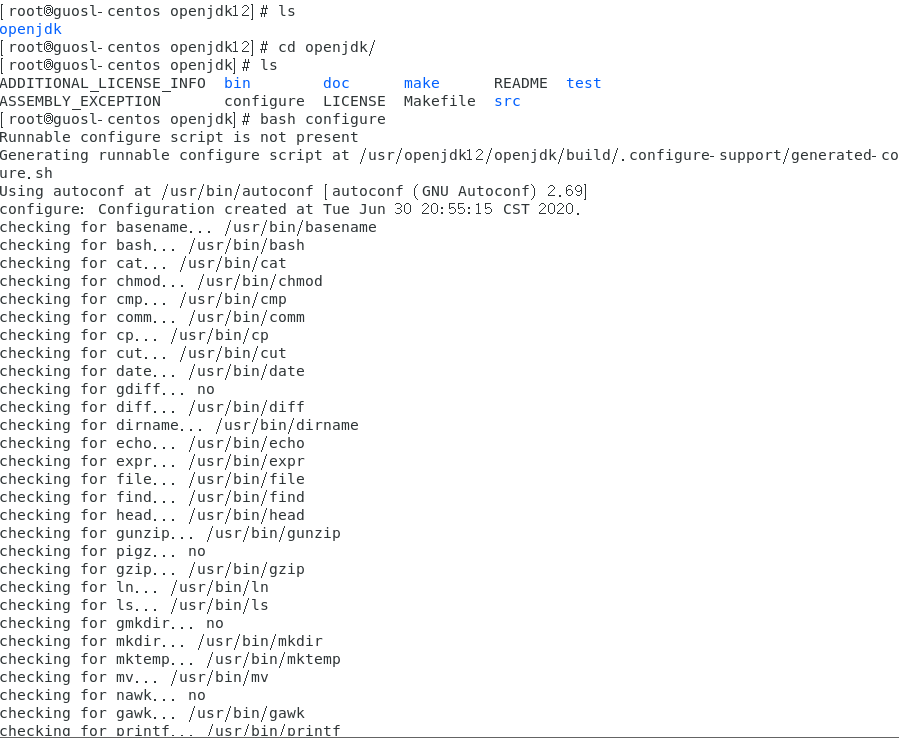 [root@guosl-centos openjdk12]# ls
openjdk
[root@guosl-centos openjdk12]# cd openjdk/
[root@guosl-centos openjdk]# ls
ADDITIONAL_LICENSE_INFO  bin        doc      make      README  test
ASSEMBLY_EXCEPTION       configure  LICENSE  Makefile  src
[root@guosl-centos openjdk]# bash configure
Runnable configure script is not present
Generating runnable configure script at /usr/openjdk12/openjdk/build/.configure-support/generated-co
ure.sh
Using autoconf at /usr/bin/autoconf [autoconf (GNU Autoconf) 2.69]
configure: Configuration created at Tue Jun 30 20:55:15 CST 2020.
checking for basename... /usr/bin/basename
checking for bash... /usr/bin/bash
checking for cat... /usr/bin/cat
checking for chmod... /usr/bin/chmod
checking for cmp... /usr/bin/cmp
checking for comm... /usr/bin/comm
checking for cp... /usr/bin/cp
checking for cut... /usr/bin/cut
checking for date... /usr/bin/date
checking for gdiff... no
checking for diff... /usr/bin/diff
checking for dirname... /usr/bin/dirname
checking for echo... /usr/bin/echo
checking for expr... /usr/bin/expr
checking for file... /usr/bin/file
checking for find... /usr/bin/find
checking for head... /usr/bin/head
checking for gunzip... /usr/bin/gunzip
checking for pigz... no
checking for gzip... /usr/bin/gzip
checking for ln... /usr/bin/ln
checking for ls... /usr/bin/ls
checking for gmkdir... no
checking for mkdir... /usr/bin/mkdir
checking for mktemp... /usr/bin/mktemp
checking for mv... /usr/bin/mv
checking for nawk... no
checking for gawk... /usr/bin/gawk
checking for printf... /usr/bin/printf